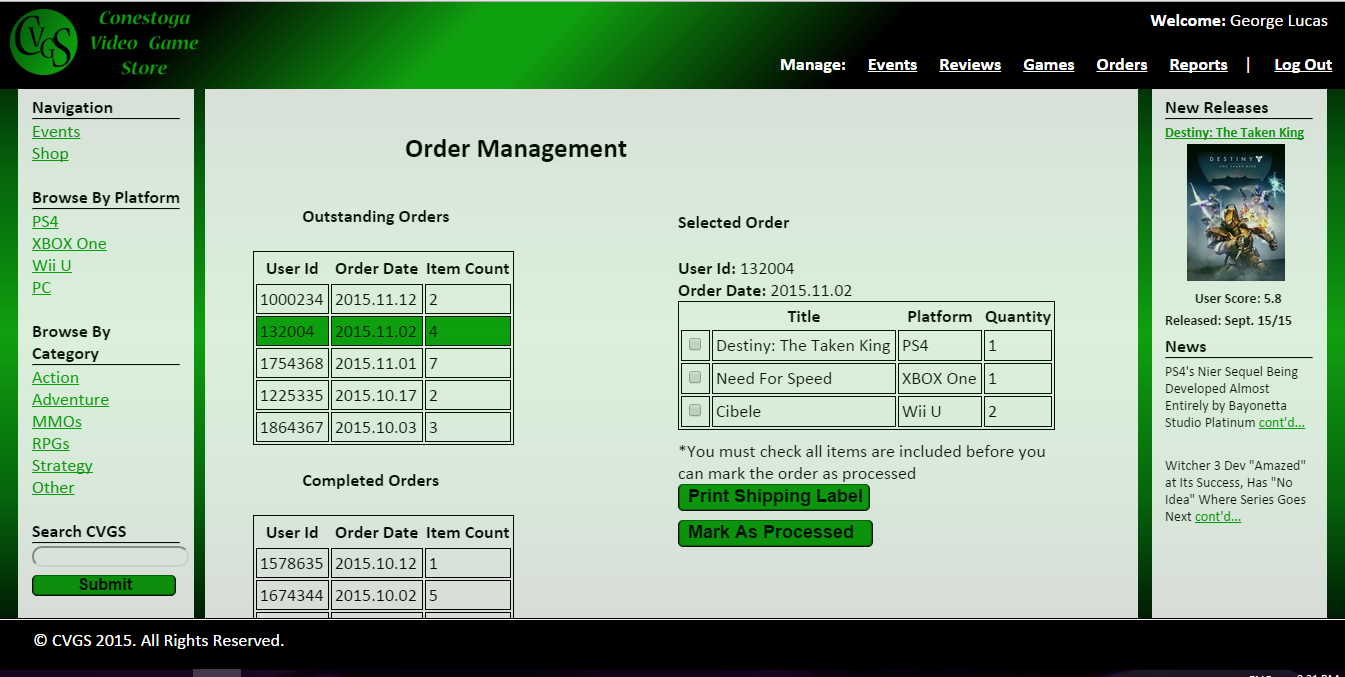 Conestoga
Video Game
Store
CVGS
Welcome: George Lucas
Manage: Events Reviews Games Orders Reports | Log Out
Navigation
Events
Shop
Browse By Platform
PS4
XBOX One
Wii U
PC
Browse By
Category
Action
Adventure
MMOs
RPGs
Strategy
Other
Search CVGS
Submit
Order Management
Outstanding Orders
User Id Order Date Item Count
1000234 2015.11.12 2
132004 2015.11.02 4
1754368 2015.11.01 7
1225335 2015.10.17 2
1864367 2015.10.03 3
Completed Orders
User Id Order Date Item Count
1578635 2015.10.12 1
1674344 2015.10.02 5
Selected Order
User Id: 132004
Order Date: 2015.11.02
Title Platform Quantity
Destiny: The Taken King PS4 1
Need For Speed XBOX One 1
Cibele Wii U 2
*You must check all items are included before you
can mark the order as processed
Print Shipping Label
Mark As Processed
New Releases
Destiny: The Taken King
DESTINY
THE TAKEN KING
User Score: 5.8
Released: Sept. 15/15
News
PS4's Nier Sequel Being
Developed Almost
Entirely by Bayonetta
Studio Platinum cont'd...
Witcher 3 Dev "Amazed"
at Its Success, Has "No
Idea" Where Series Goes
Next cont'd...
© CVGS 2015. All Rights Reserved.